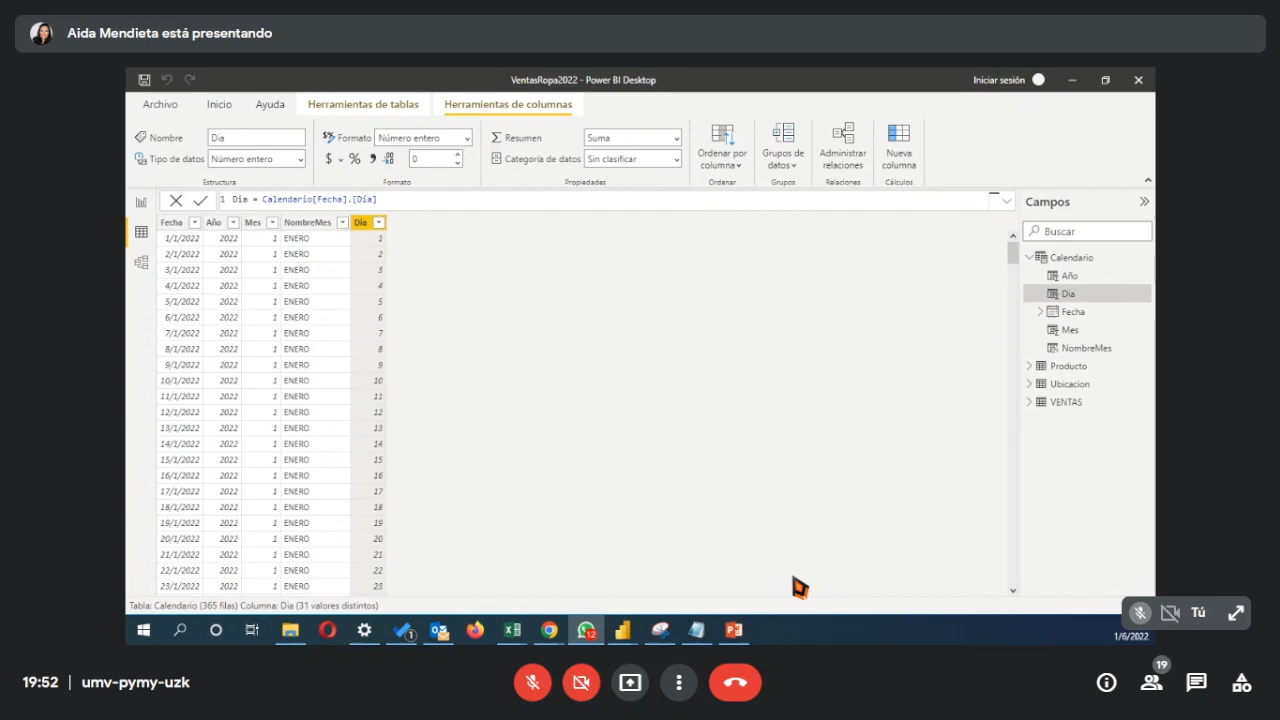 Aida Mendieta está presentando
VentasRopa2022 - Power BI Desktop
Iniciar sesión
Archivo Inicio Ayuda Herramientas de tablas Herramientas de columnas
Nombre Dia
Formato Número entero
Resumen Suma
Tipo de datos Número entero
$ % 0
Categoría de datos Sin clasificar
Ordenar por columna
Grupos de datos
Administrar relaciones
Nueva columna
Estructura Formato Propiedades Ordenar Grupos Relaciones Cálculos
1 Dia = Calendario[Fecha].[Día]
Fecha Año Mes NombreMes Dia
1/1/2022 2022 1 ENERO 1
2/1/2022 2022 1 ENERO 2
3/1/2022 2022 1 ENERO 3
4/1/2022 2022 1 ENERO 4
5/1/2022 2022 1 ENERO 5
6/1/2022 2022 1 ENERO 6
7/1/2022 2022 1 ENERO 7
8/1/2022 2022 1 ENERO 8
9/1/2022 2022 1 ENERO 9
10/1/2022 2022 1 ENERO 10
11/1/2022 2022 1 ENERO 11
12/1/2022 2022 1 ENERO 12
13/1/2022 2022 1 ENERO 13
14/1/2022 2022 1 ENERO 14
15/1/2022 2022 1 ENERO 15
16/1/2022 2022 1 ENERO 16
17/1/2022 2022 1 ENERO 17
18/1/2022 2022 1 ENERO 18
19/1/2022 2022 1 ENERO 19
20/1/2022 2022 1 ENERO 20
21/1/2022 2022 1 ENERO 21
22/1/2022 2022 1 ENERO 22
23/1/2022 2022 1 ENERO 23
Campos
Buscar
Calendario
Año
Dia
Fecha
Mes
NombreMes
Producto
Ubicacion
VENTAS
Tabla: Calendario (365 filas) Columna: Dia (31 valores distintos)
Tú
1
12
1/6/2022
19:52 | umv-pymy-uzk
19